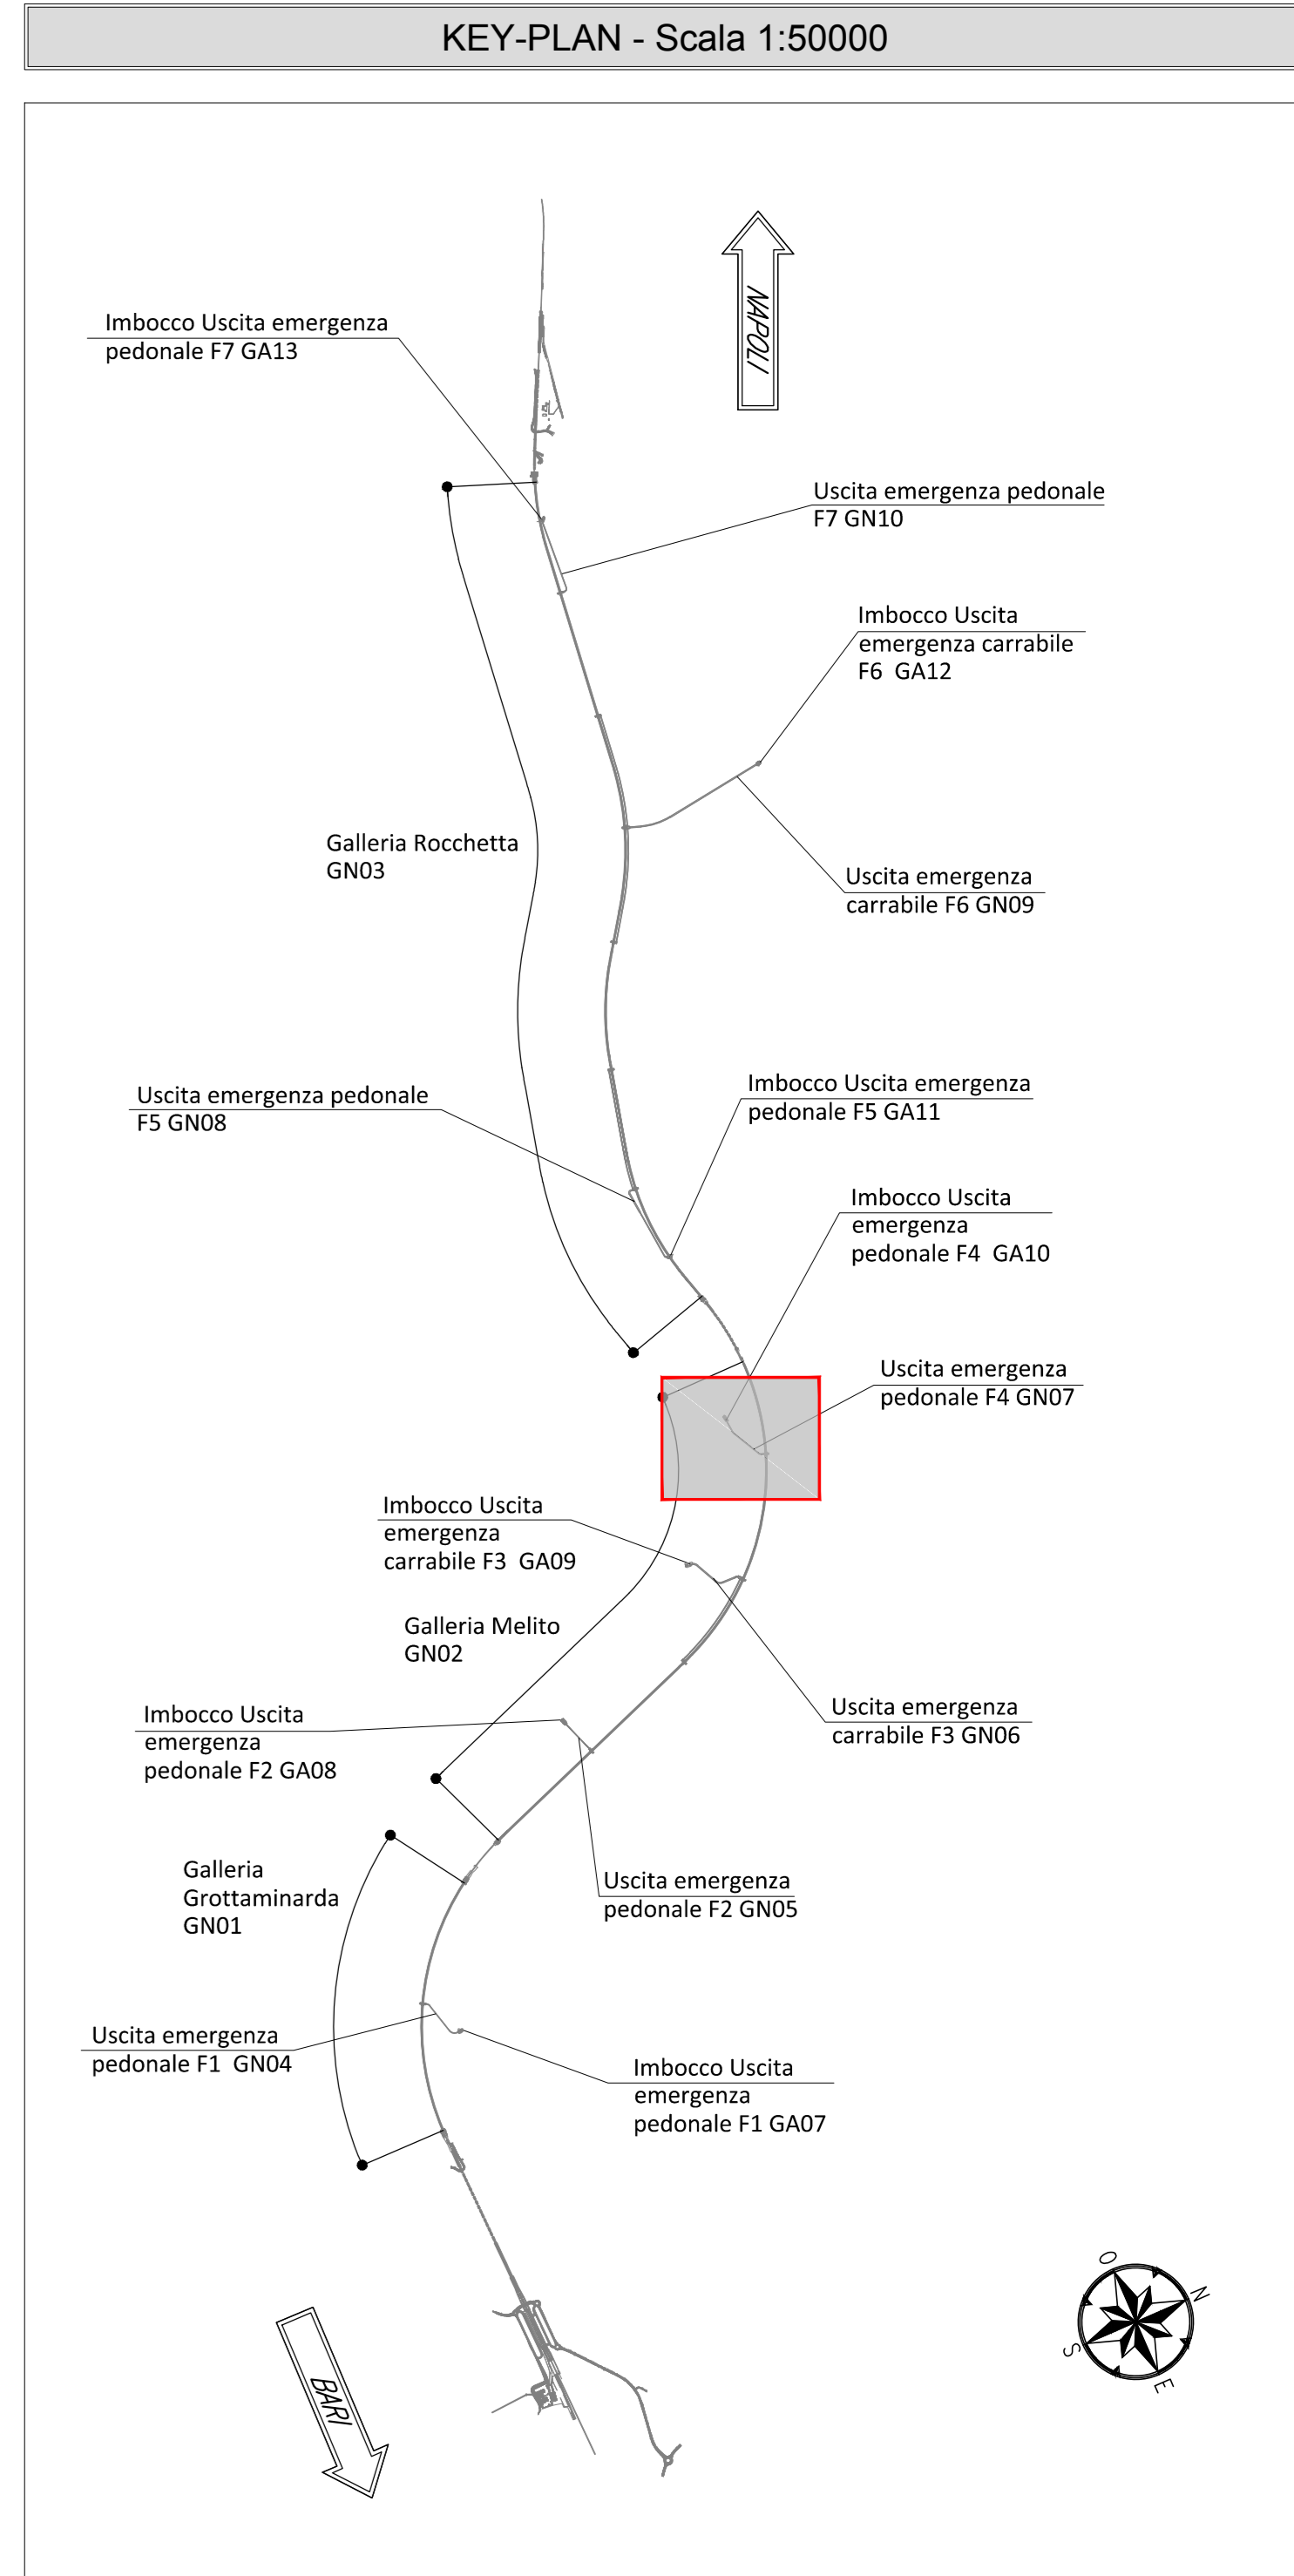 KEY-PLAN - Scala 1:50000
NAPOLI
Imbocco Uscita emergenza
pedonale F7 GA13
Uscita emergenza pedonale
F7 GN10
Imbocco Uscita
emergenza carrabile
F6 GA12
Galleria Rocchetta
GN03
Uscita emergenza
carrabile F6 GN09
Uscita emergenza pedonale
F5 GN08
Imbocco Uscita emergenza
pedonale F5 GA11
Imbocco Uscita
emergenza
pedonale F4 GA10
Uscita emergenza
pedonale F4 GN07
Imbocco Uscita
emergenza
carrabile F3 GA09
Galleria Melito
GN02
Imbocco Uscita
emergenza
pedonale F2 GA08
Uscita emergenza
carrabile F3 GN06
Galleria
Grottaminarda
GN01
Uscita emergenza
pedonale F2 GN05
Uscita emergenza
pedonale F1 GN04
Imbocco Uscita
emergenza
pedonale F1 GA07
BARI
O
N
S
E